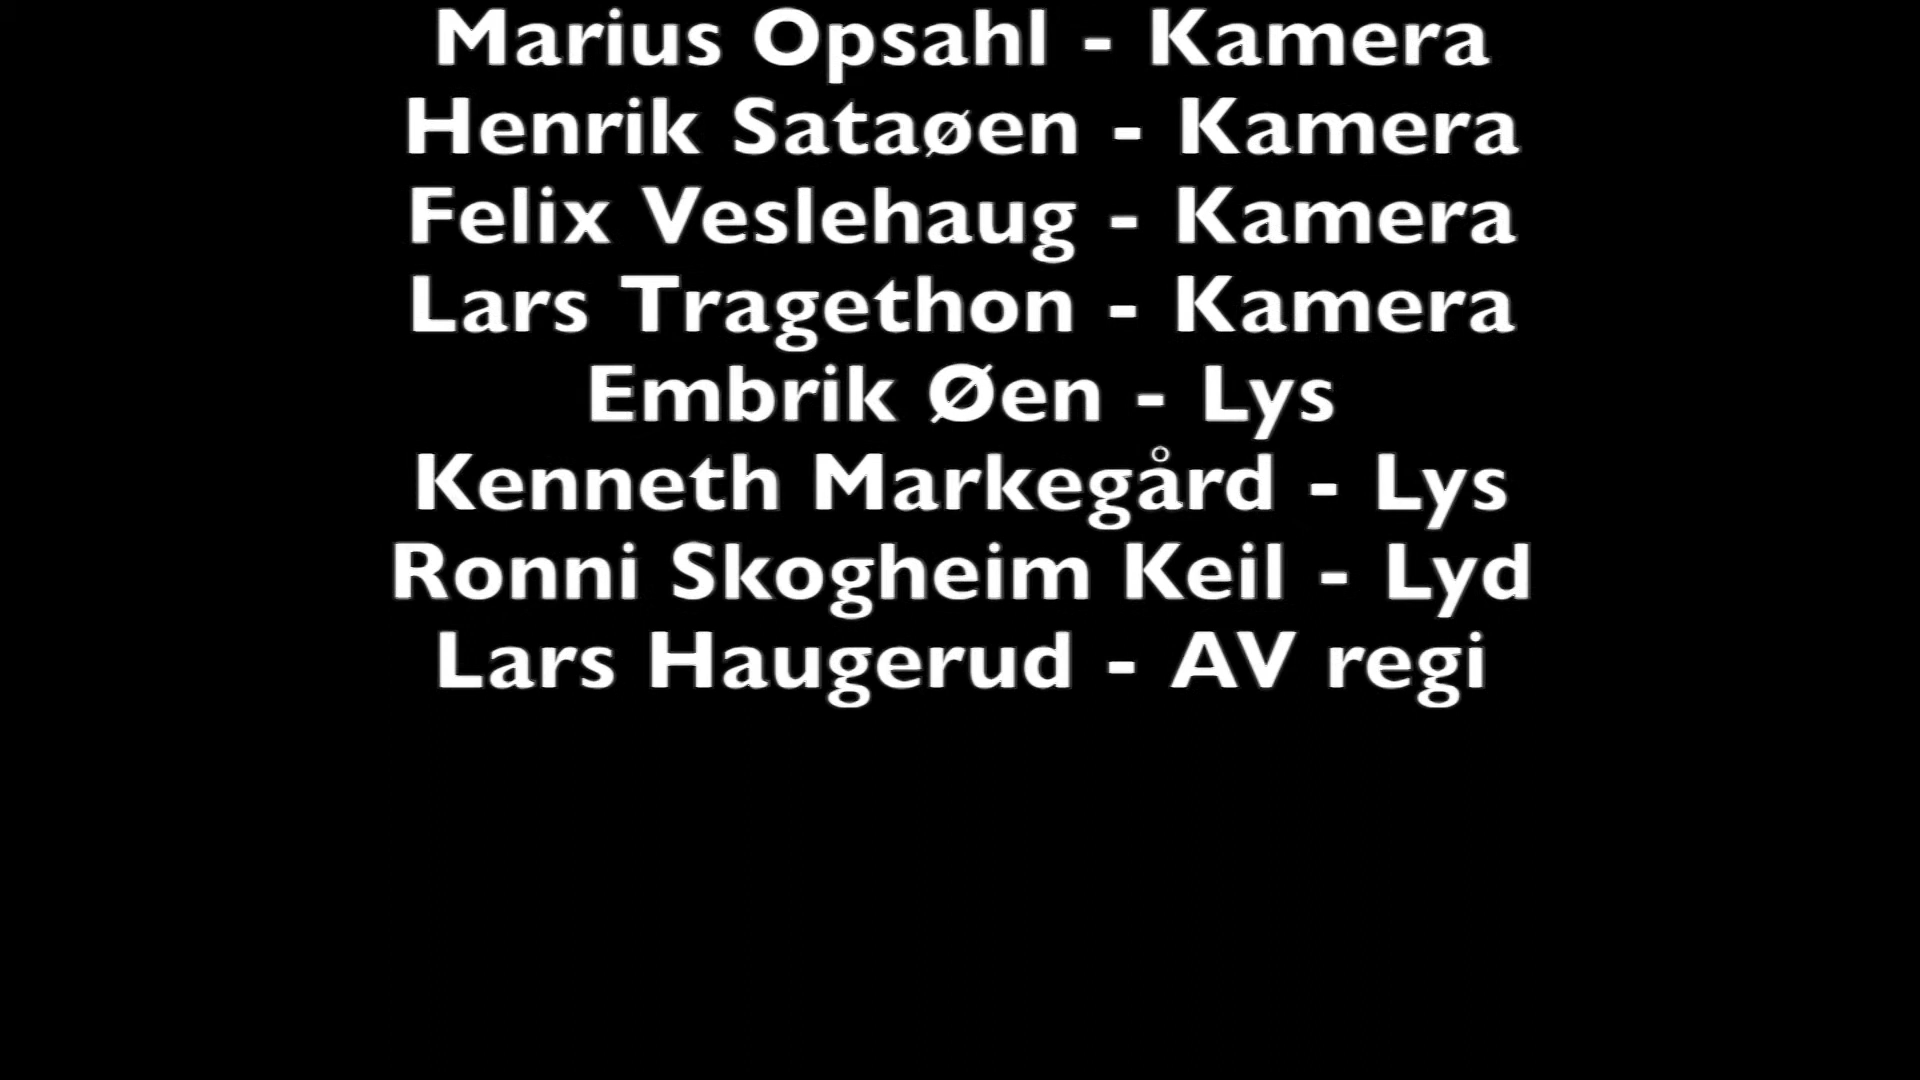 Marius Opsahl - Kamera
Henrik Sataøen - Kamera
Felix Veslehaug - Kamera
Lars Tragethon - Kamera
Embrik Øen - Lys
Kenneth Markegård - Lys
Ronni Skogheim Keil - Lyd
Lars Haugerud - AV regi